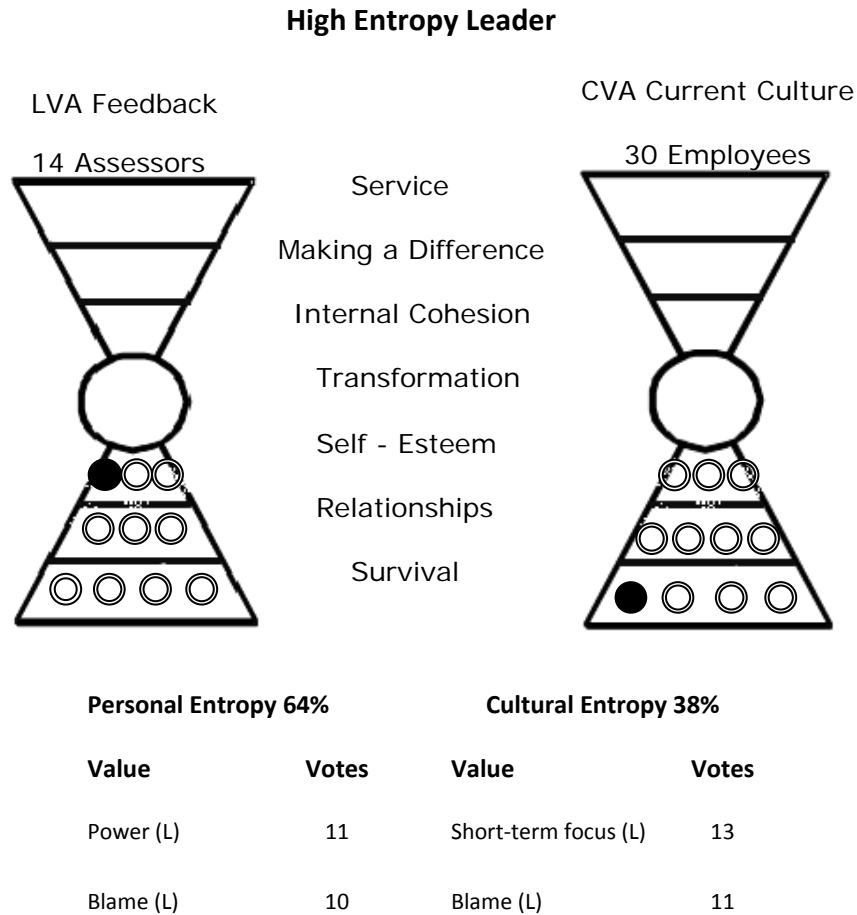 High Entropy Leader
LVA Feedback
14 Assessors
CVA Current Culture
30 Employees
Service
Making a Difference
Internal Cohesion
Transformation
Self - Esteem
Relationships
Survival
Personal Entropy 64% Cultural Entropy 38%
Value Votes Value Votes
Power (L) 11 Short-term focus (L) 13
Blame (L) 10 Blame (L) 11